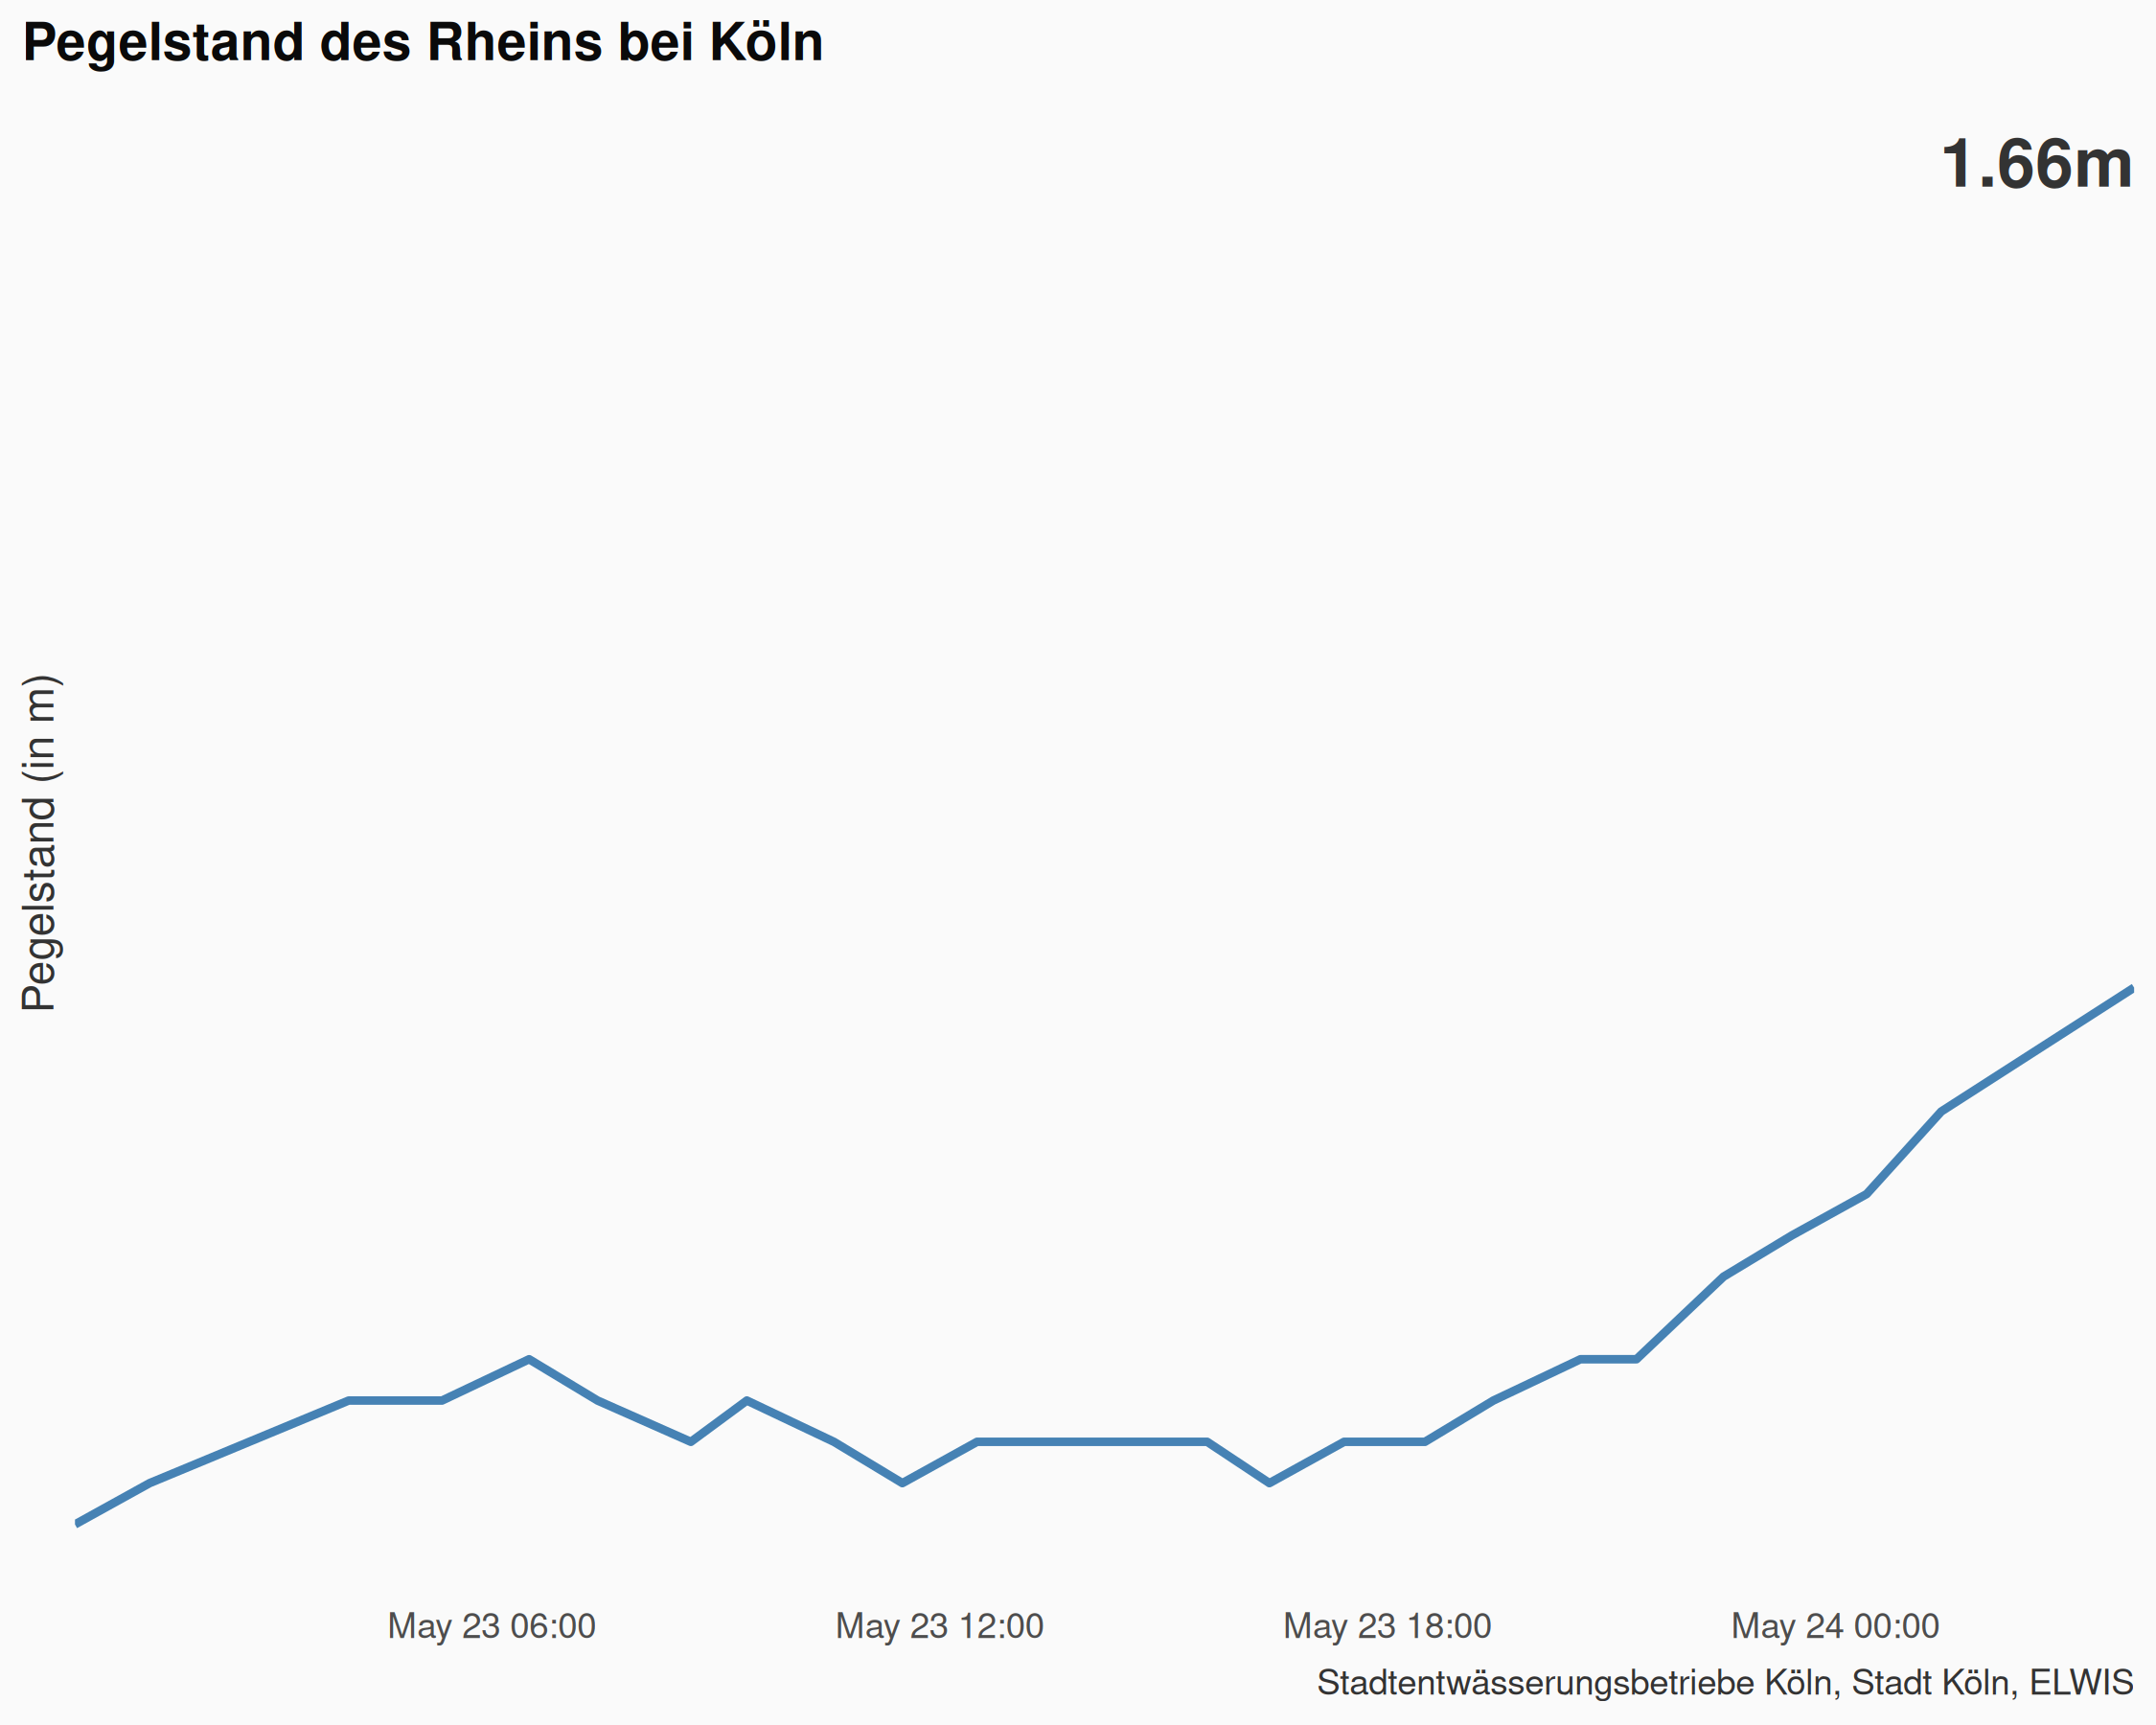 Pegelstand des Rheins bei Köln
1.66m
Pegelstand (in m)
May 23 06:00
May 23 12:00
May 23 18:00
May 24 00:00
Stadtentwässerungsbetriebe Köln, Stadt Köln, ELWIS